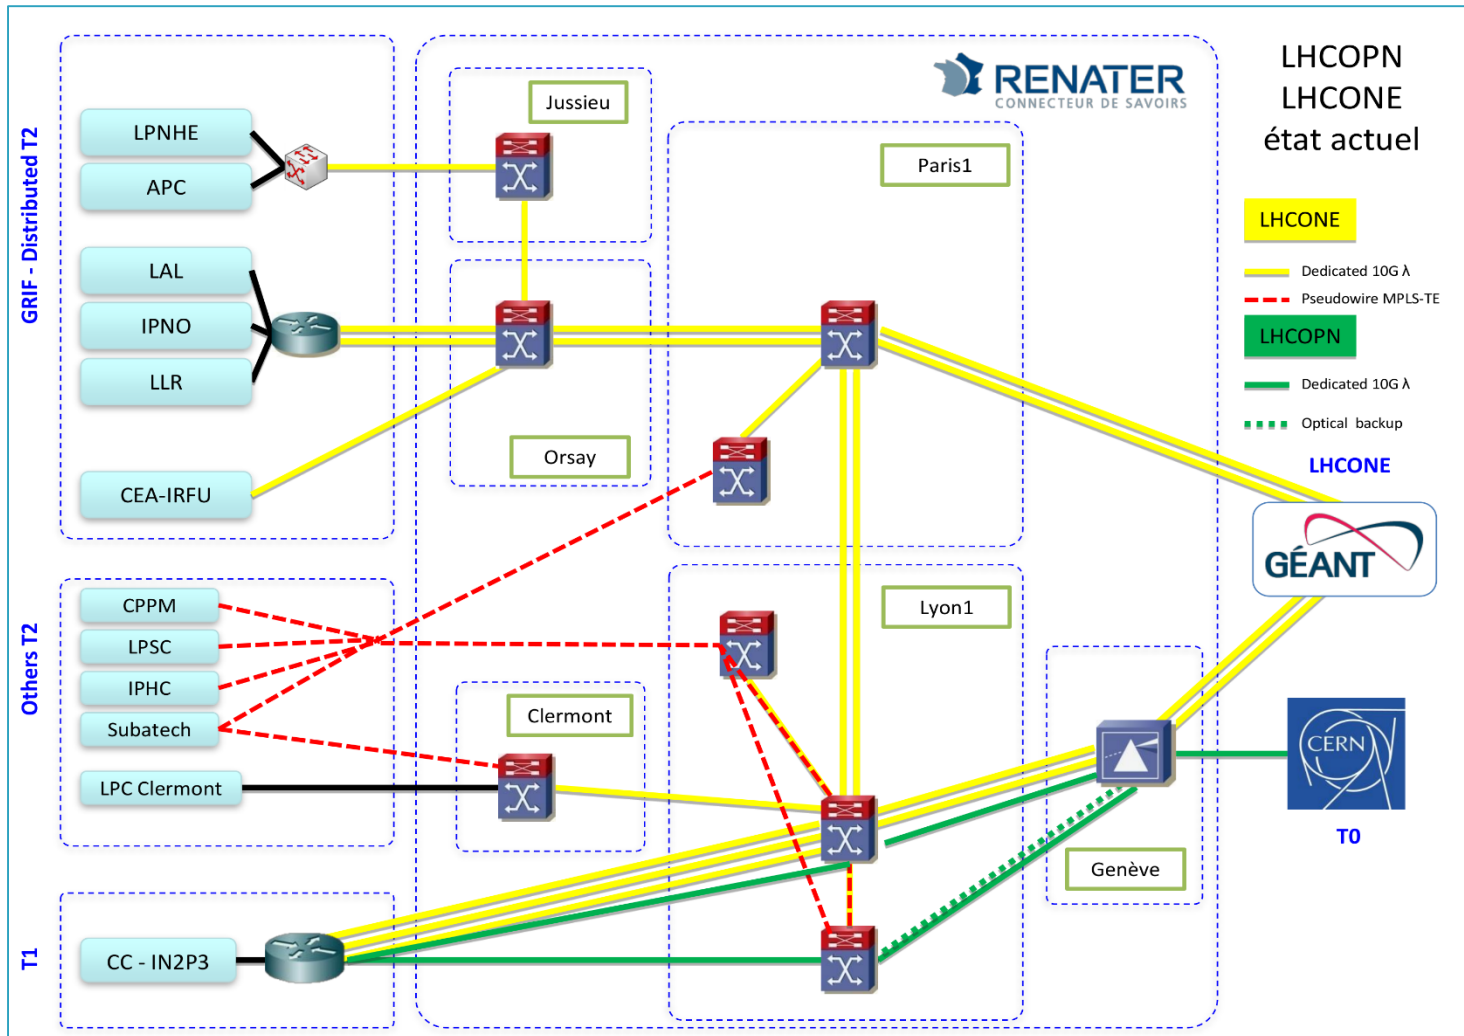 LHCOPN
LHCONE
état actuel
RENATER
CONNECTEUR DE SAVOIRS
GRIF - Distributed T2
LPNHE
APC
LAL
IPNO
LLR
CEA-IRFU
Jussieu
Orsay
Paris1
LHCONE
Dedicated 10G λ
Pseudowire MPLS-TE
LHCOPN
Dedicated 10G λ
Optical backup
LHCONE
GÉANT
Others T2
CPPM
LPSC
IPHC
Subatech
LPC Clermont
Clermont
Lyon1
Genève
CERN
T0
T1
CC - IN2P3